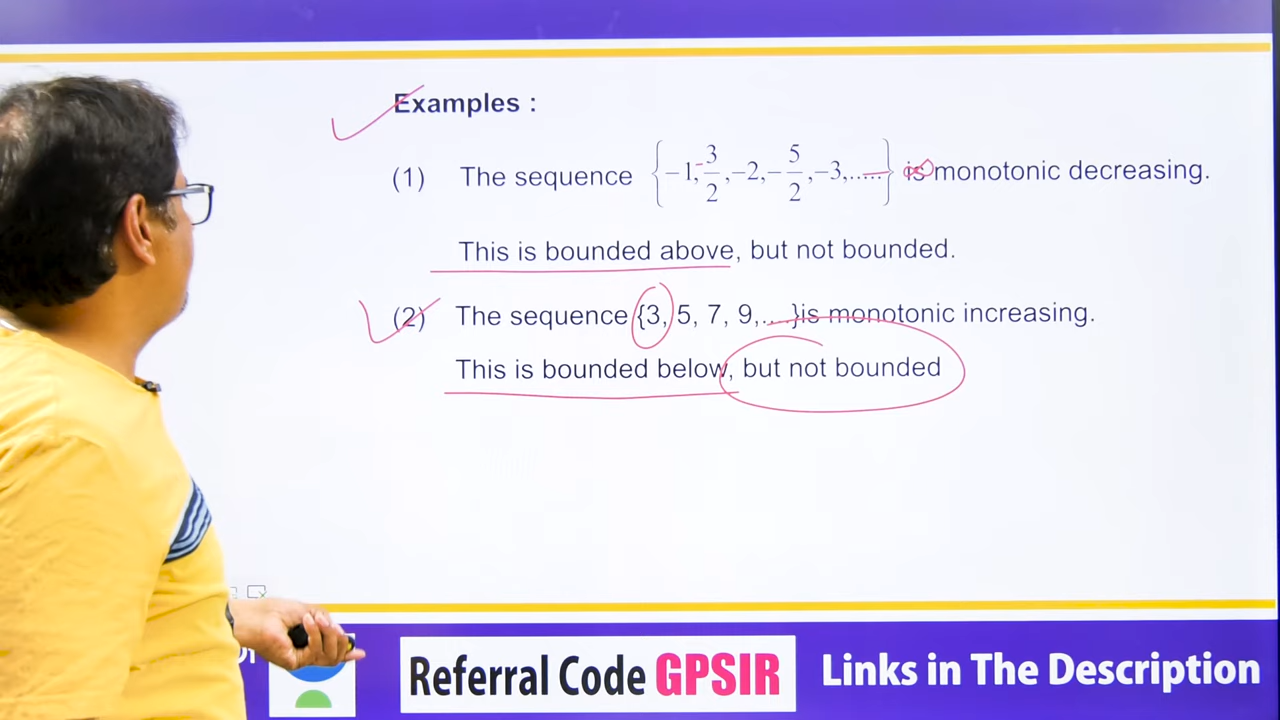 Examples :
(1) The sequence {-1, -3/2, -2, -5/2, -3,.....} is monotonic decreasing.
This is bounded above, but not bounded.
(2) The sequence {3, 5, 7, 9,....}is monotonic increasing.
This is bounded below, but not bounded
Referral Code GPSIR
Links in The Description